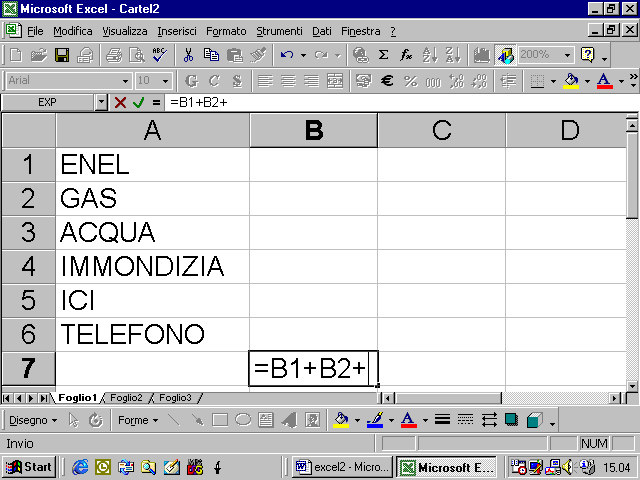 Microsoft Excel - Cartel2
File Modifica Visualizza Inserisci Formato Strumenti Dati Finestra ?
200%
Arial 10 G C S € % 000
EXP = =B1+B2+
A B C D
1 ENEL
2 GAS
3 ACQUA
4 IMMONDIZIA
5 ICI
6 TELEFONO
7 =B1+B2+
Foglio1 Foglio2 Foglio3
Disegno Forme
Invio NUM
Start excel2 - Micro... Microsoft E... 15.04